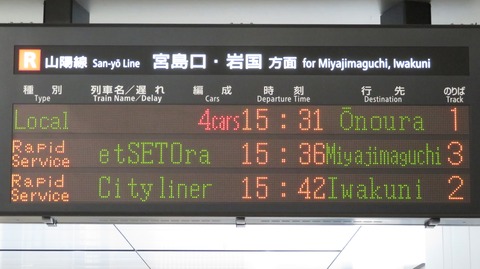 R 山陽線 San-yō Line 宮島口・岩国 方面 for Miyajimaguchi, Iwakuni
種別 列車名／遅れ 編成 時刻 行先 のりば
Type Train Name/Delay Cars Departure Time Destination Track
Local 4cars 15:31 Ōnoura 1
Rapid Service etSETOra 15:36 Miyajimaguchi 3
Rapid Service Cityliner 15:42 Iwakuni 2